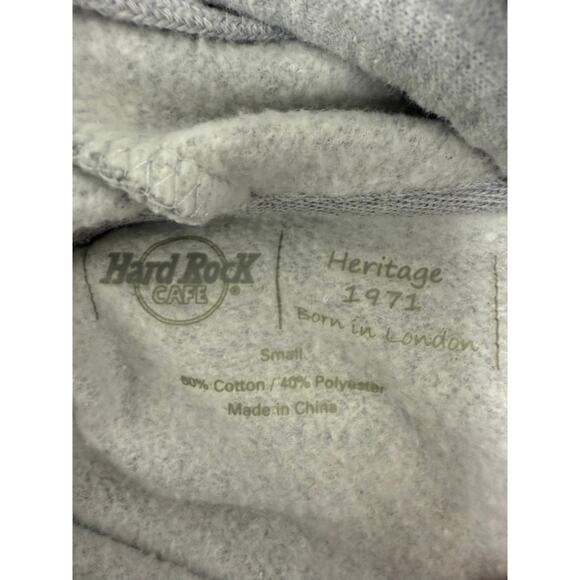 Hard Rock
CAFE ®
Heritage
1971
Born in London
Small
60% Cotton / 40% Polyester
Made in China